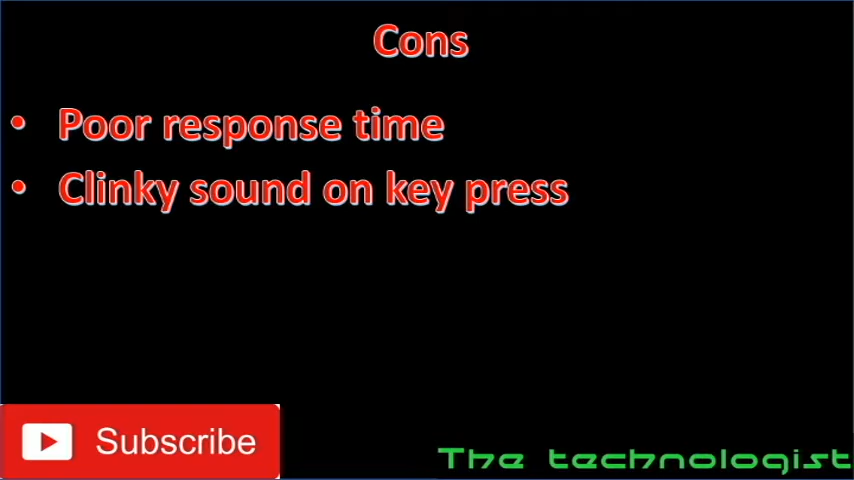 Cons
• Poor response time
• Clinky sound on key press
Subscribe
The technologist